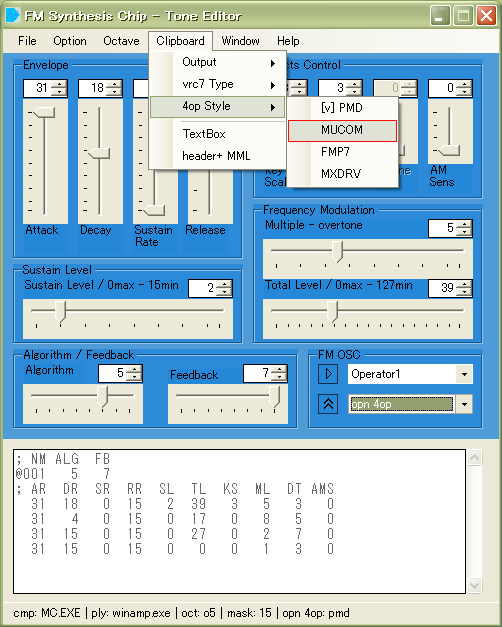 FM Synthesis Chip - Tone Editor
File Option Octave Clipboard Window Help
Output
vrc7 Type
4op Style
TextBox
header+ MML
[v] PMD
MUCOM
FMP7
MXDRV
Envelope
31 18
Attack Decay Sustain Rate Release
cts Control
3 0 0
Key Scal
AM Sens
Frequency Modulation
Multiple - overtone 5
Total Level / 0max - 127min 39
Sustain Level
Sustain Level / 0max - 15min 2
Algorithm / Feedback
Algorithm 5 Feedback 7
FM OSC
Operator1
opn 4op
; NM ALG FB
@001 5 7
; AR DR SR RR SL TL KS ML DT AMS
31 18 0 15 2 39 3 5 3 0
31 4 0 15 0 17 0 8 5 0
31 15 0 15 0 27 0 2 7 0
31 15 0 15 0 0 0 1 3 0
cmp: MC.EXE | ply: winamp.exe | oct: o5 | mask: 15 | opn 4op: pmd